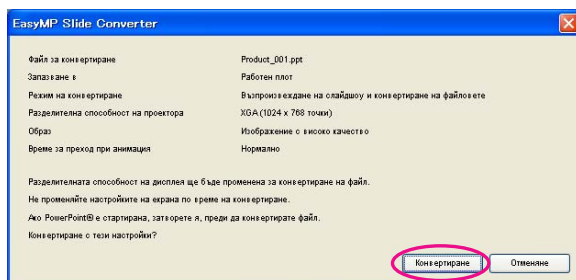 EasyMP Slide Converter
Файл за конвертиране Product_001.ppt
Запазване в Работен плот
Режим на конвертиране Възпроизвеждане на слайдшоу и конвертиране на файловете
Разделителна способност на проектора XGA (1024 x 768 точки)
Образ Изображение с високо качество
Време за преход при анимация Нормално
Разделителната способност на дисплея ще бъде променена за конвертиране на файл.
Не променяйте настройките на екрана по време на конвертиране.
Ако PowerPoint® е стартирана, затворете я, преди да конвертирате файл.
Конвертиране с тези настройки?
Конвертиране Отменяне